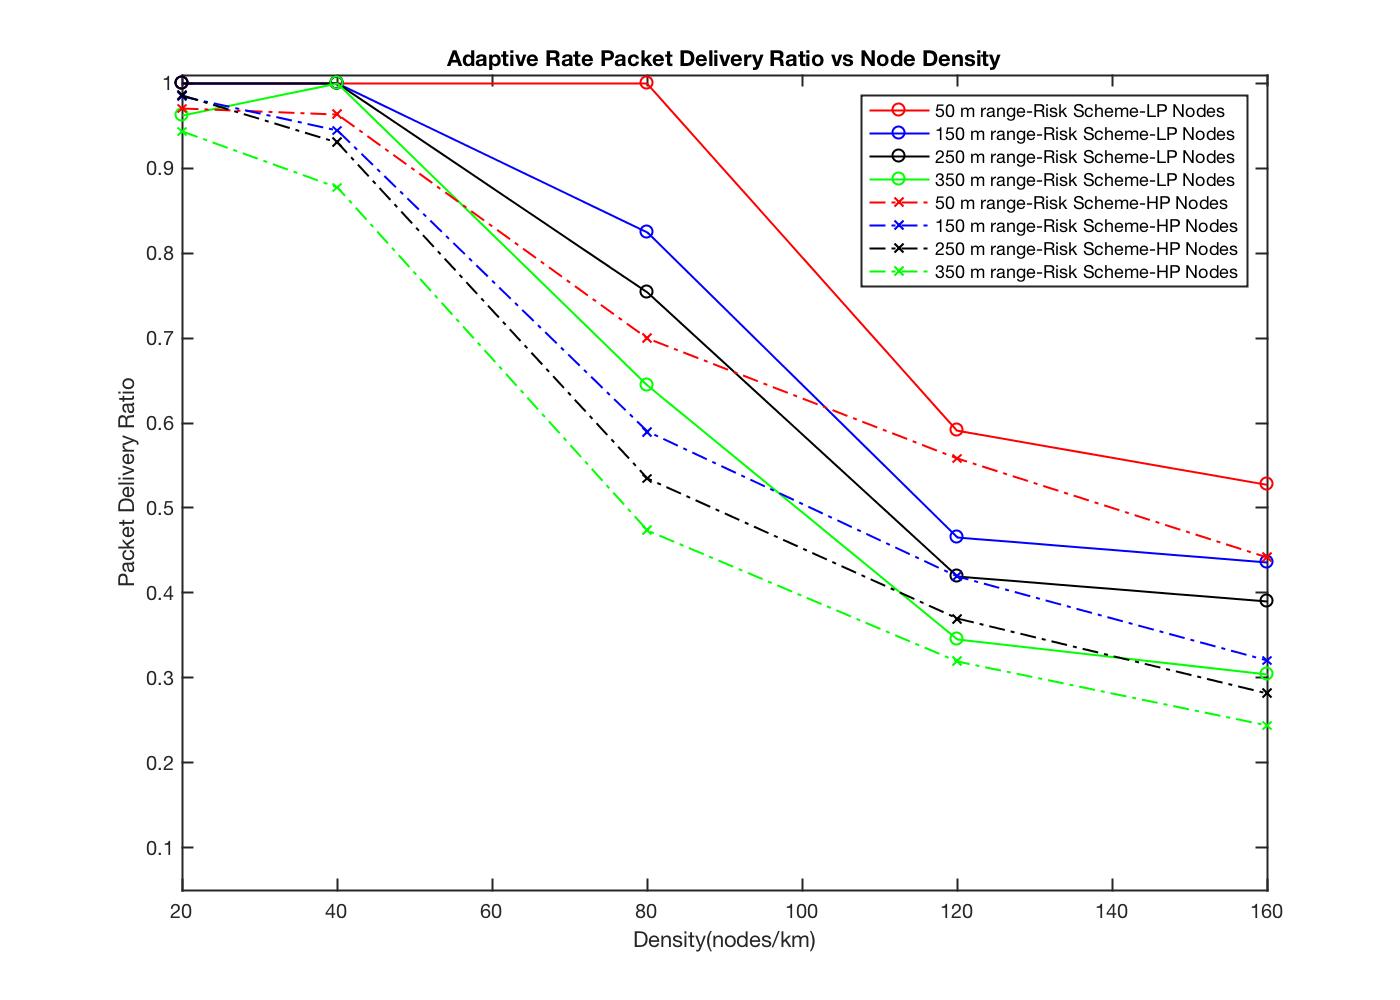 Adaptive Rate Packet Delivery Ratio vs Node Density
1
0.9
0.8
0.7
0.6
0.5
0.4
0.3
0.2
0.1
Packet Delivery Ratio
50 m range-Risk Scheme-LP Nodes
150 m range-Risk Scheme-LP Nodes
250 m range-Risk Scheme-LP Nodes
350 m range-Risk Scheme-LP Nodes
50 m range-Risk Scheme-HP Nodes
150 m range-Risk Scheme-HP Nodes
250 m range-Risk Scheme-HP Nodes
350 m range-Risk Scheme-HP Nodes
20 40 60 80 100 120 140 160
Density(nodes/km)